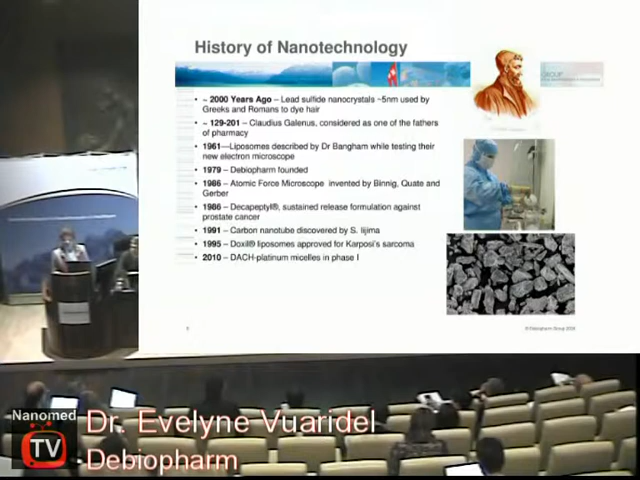 History of Nanotechnology
GROUP
• ~ 2000 Years Ago – Lead sulfide nanocrystals ~5nm used by
Greeks and Romans to dye hair
• ~ 129-201 – Claudius Galenus, considered as one of the fathers
of pharmacy
• 1961—Liposomes described by Dr Bangham while testing their
new electron microscope
• 1979 – Debiopharm founded
• 1986 – Atomic Force Microscope invented by Binnig, Quate and
Gerber
• 1986 – Decapeptyl®, sustained release formulation against
prostate cancer
• 1991 – Carbon nanotube discovered by S. Iijima
• 1995 – Doxil® liposomes approved for Karposi's sarcoma
• 2010 – DACH-platinum micelles in phase I
Nanomed
TV
Dr. Evelyne Vuaridel
Debiopharm